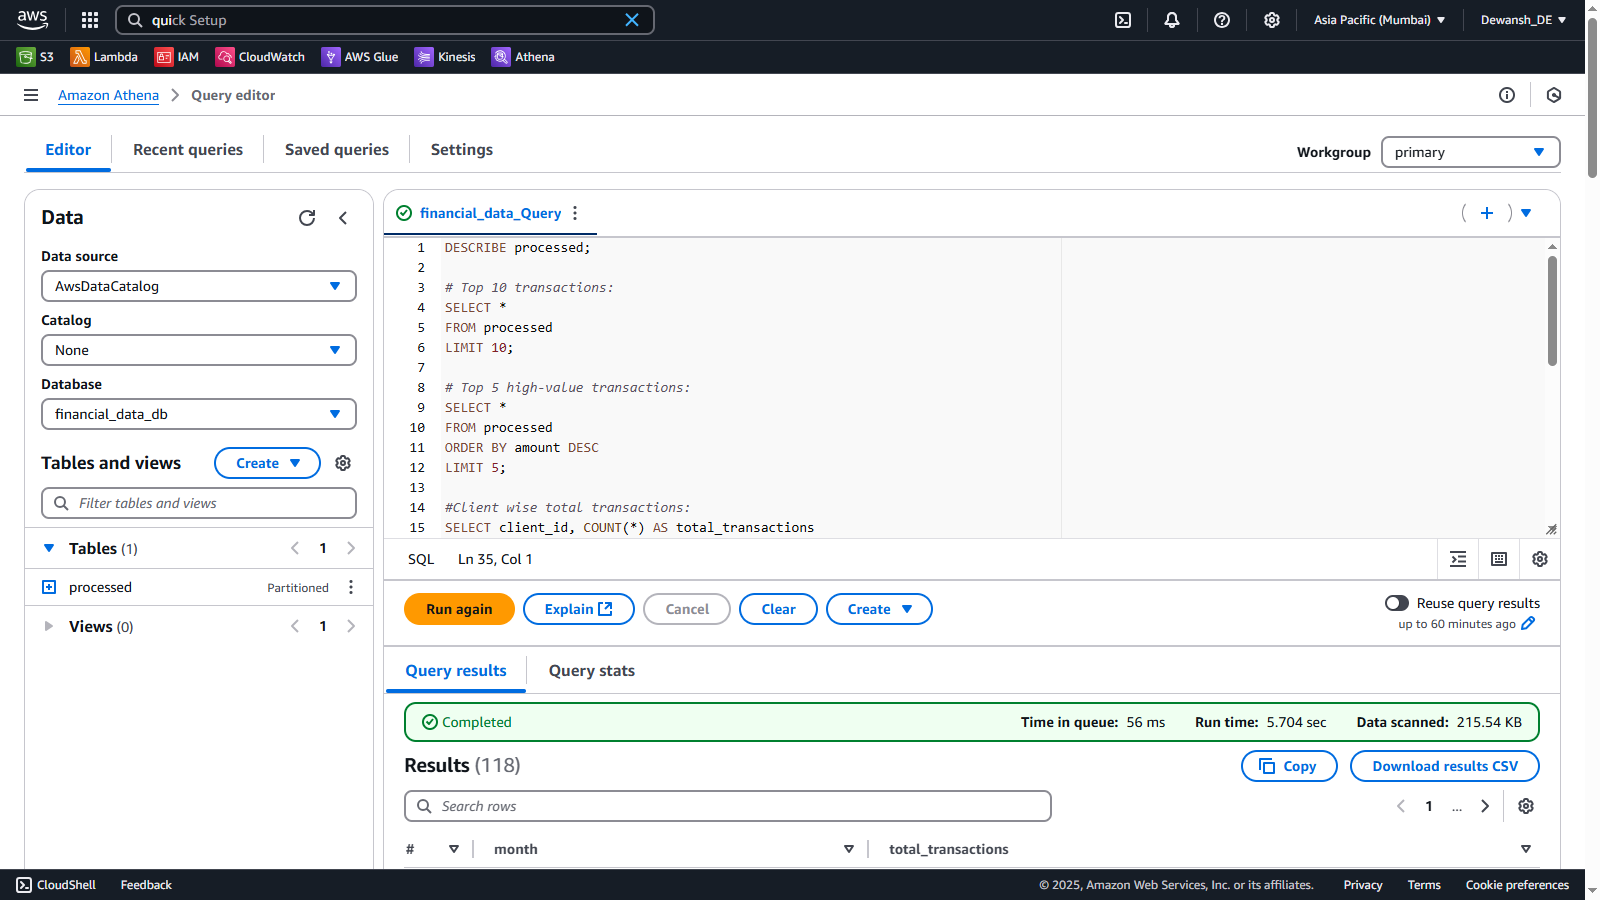 aws
quick Setup
Asia Pacific (Mumbai)
Dewansh_DE
S3
Lambda
IAM
CloudWatch
AWS Glue
Kinesis
Athena
Amazon Athena
Query editor
Editor
Recent queries
Saved queries
Settings
Workgroup
primary
Data
Data source
AwsDataCatalog
Catalog
None
Database
financial_data_db
Tables and views
Create
Filter tables and views
Tables (1)
1
processed
Partitioned
Views (0)
1
financial_data_Query
1 DESCRIBE processed;
2
3 # Top 10 transactions:
4 SELECT *
5 FROM processed
6 LIMIT 10;
7
8 # Top 5 high-value transactions:
9 SELECT *
10 FROM processed
11 ORDER BY amount DESC
12 LIMIT 5;
13
14 #Client wise total transactions:
15 SELECT client_id, COUNT(*) AS total_transactions
SQL
Ln 35, Col 1
Run again
Explain
Cancel
Clear
Create
Reuse query results
up to 60 minutes ago
Query results
Query stats
Completed
Time in queue: 56 ms
Run time: 5.704 sec
Data scanned: 215.54 KB
Results (118)
Copy
Download results CSV
Search rows
1
...
#
month
total_transactions
CloudShell
Feedback
© 2025, Amazon Web Services, Inc. or its affiliates.
Privacy
Terms
Cookie preferences